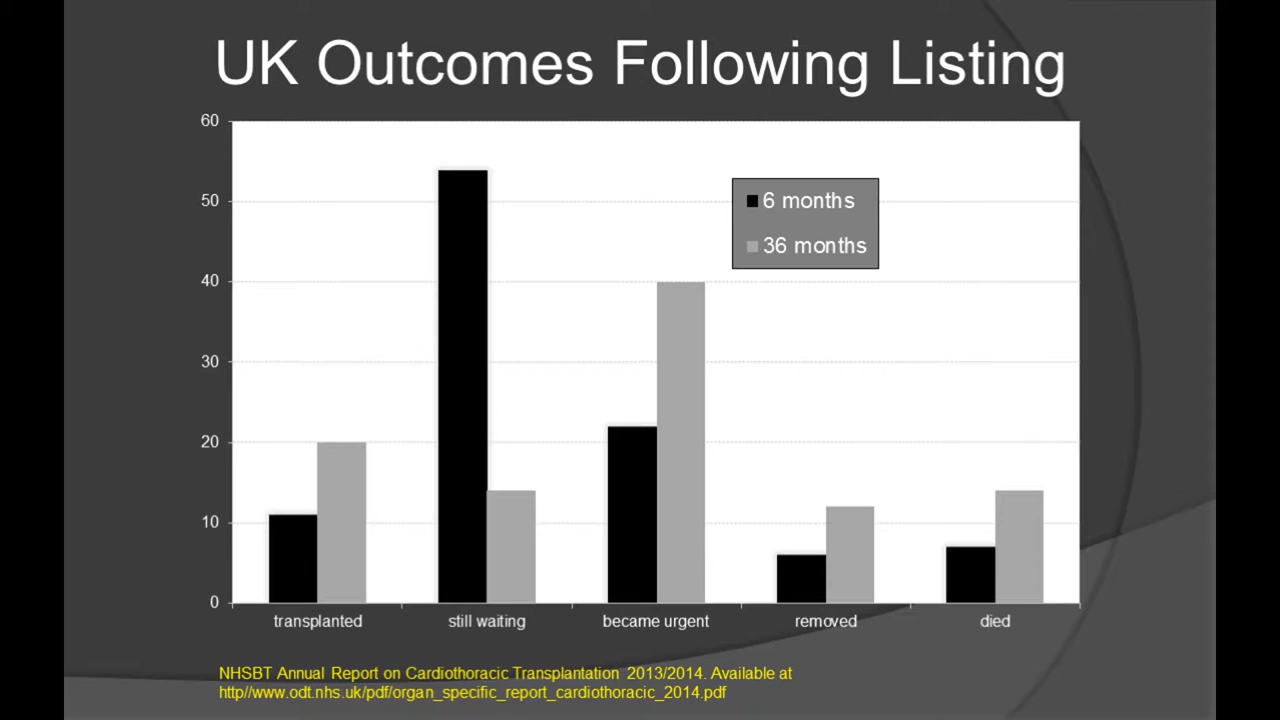 UK Outcomes Following Listing
60
50
40
30
20
10
0
6 months
36 months
transplanted still waiting became urgent removed died
NHSBT Annual Report on Cardiothoracic Transplantation 2013/2014. Available at
http//www.odt.nhs.uk/pdf/organ_specific_report_cardiothoracic_2014.pdf